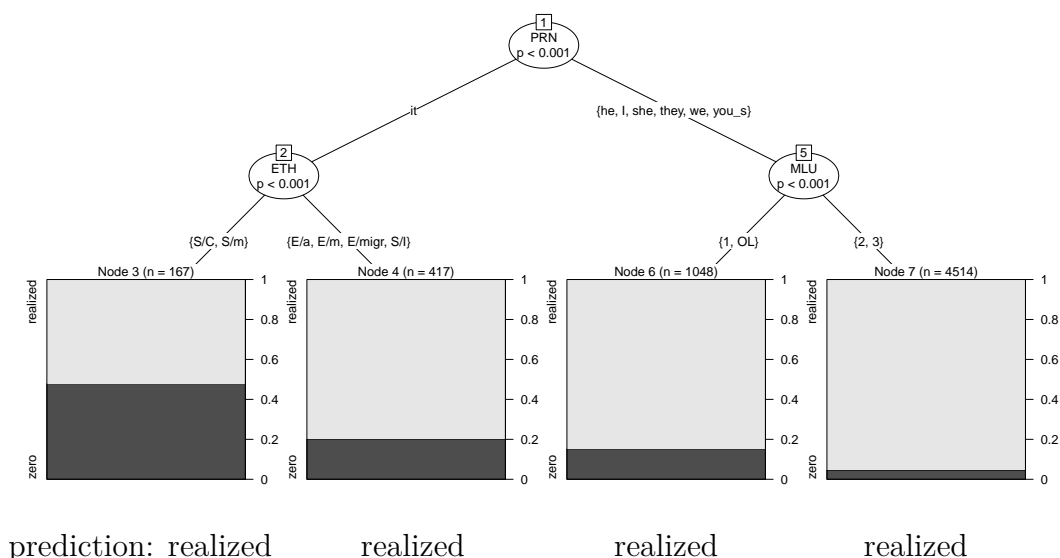 1
PRN
p < 0.001
it
{he, I, she, they, we, you_s}
2
ETH
p < 0.001
5
MLU
p < 0.001
{S/C, S/m}
{E/a, E/m, E/migr, S/I}
{1, OL}
{2, 3}
Node 3 (n = 167)
realized
zero
1
0.8
0.6
0.4
0.2
0
Node 4 (n = 417)
realized
zero
1
0.8
0.6
0.4
0.2
0
Node 6 (n = 1048)
realized
zero
1
0.8
0.6
0.4
0.2
0
Node 7 (n = 4514)
realized
zero
1
0.8
0.6
0.4
0.2
0
prediction: realized realized realized realized